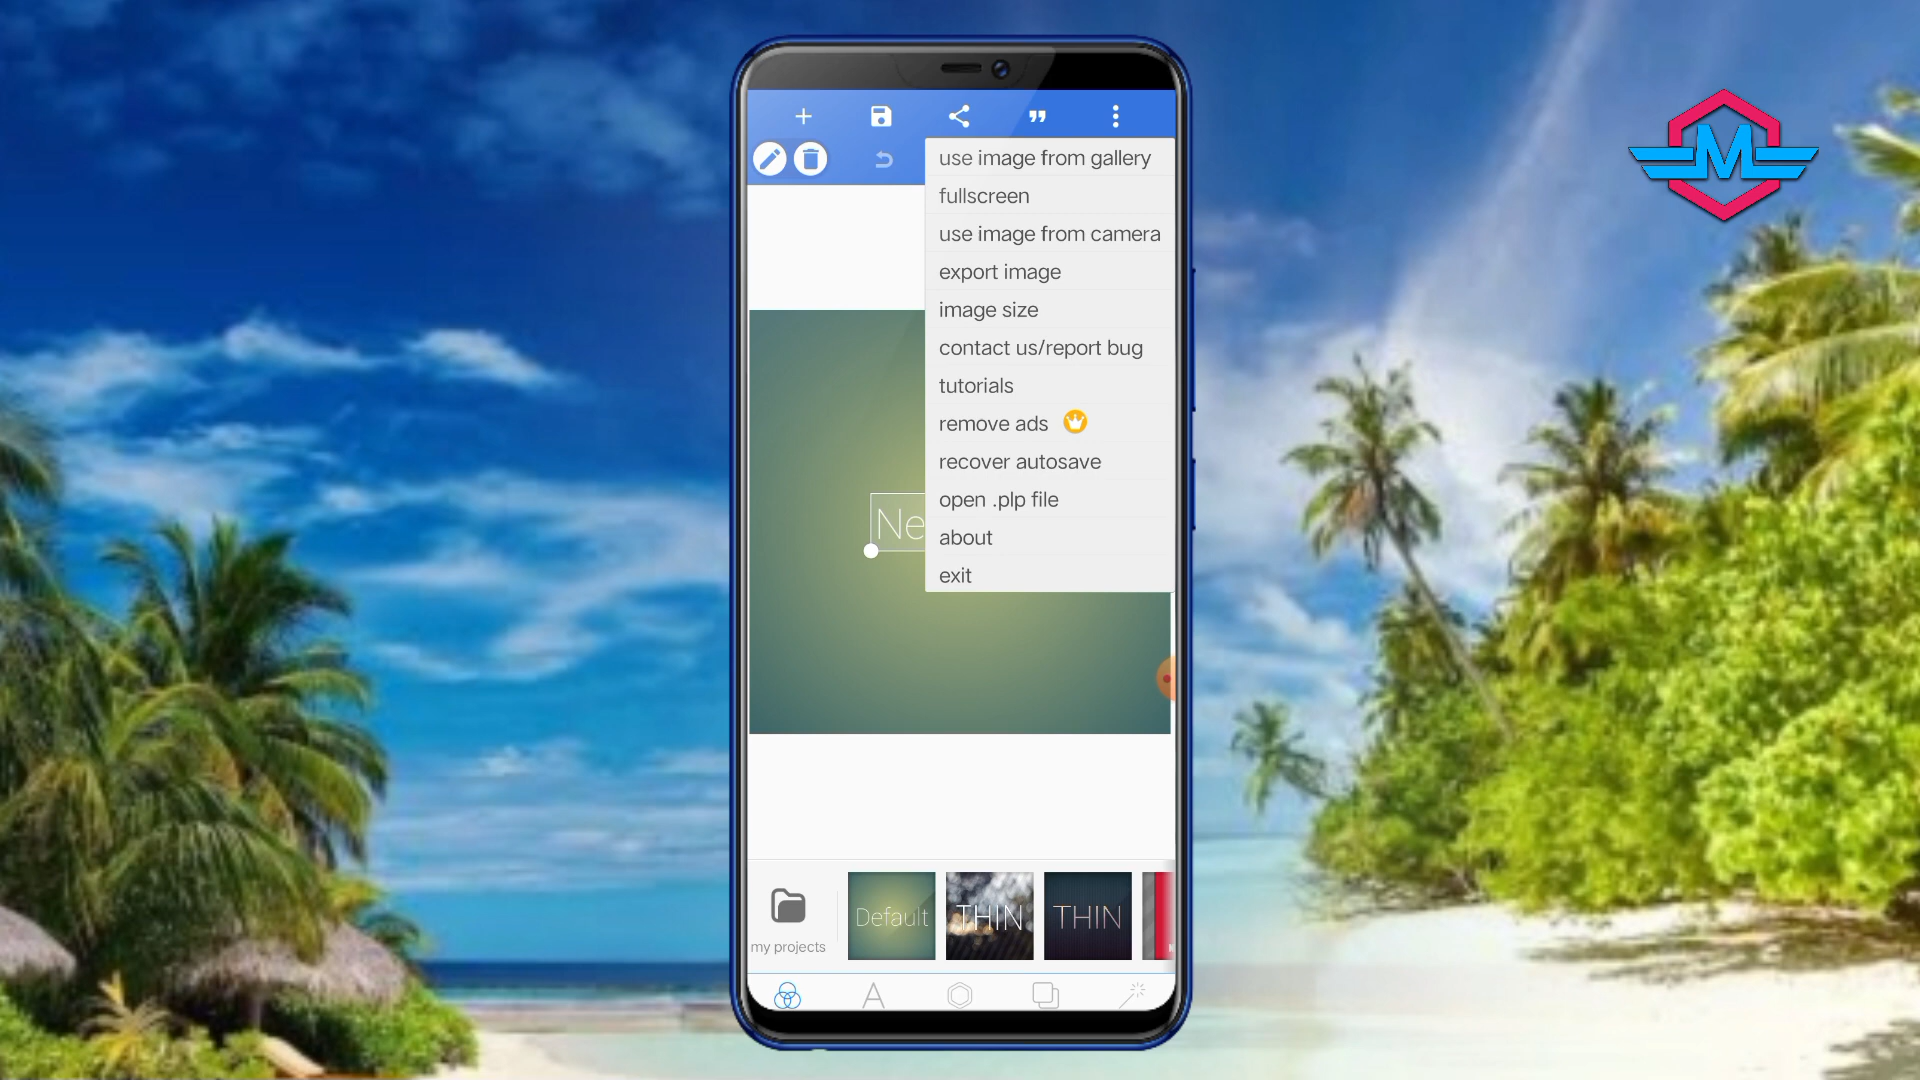 M
use image from gallery
fullscreen
use image from camera
export image
image size
contact us/report bug
tutorials
remove ads
recover autosave
open .plp file
about
exit
Ne
my projects
Default
THIN
THIN
A